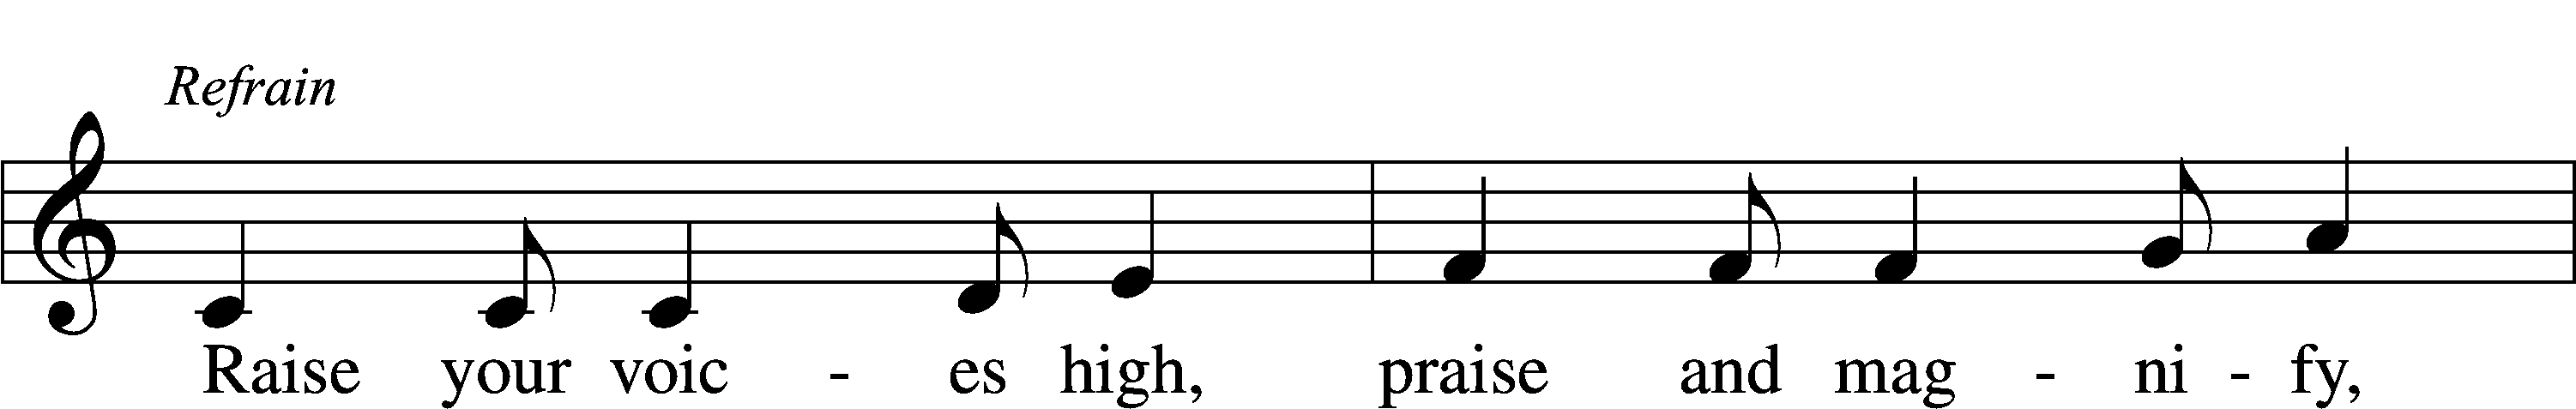 Refrain
Raise your voic - es high, praise and mag - ni - fy,